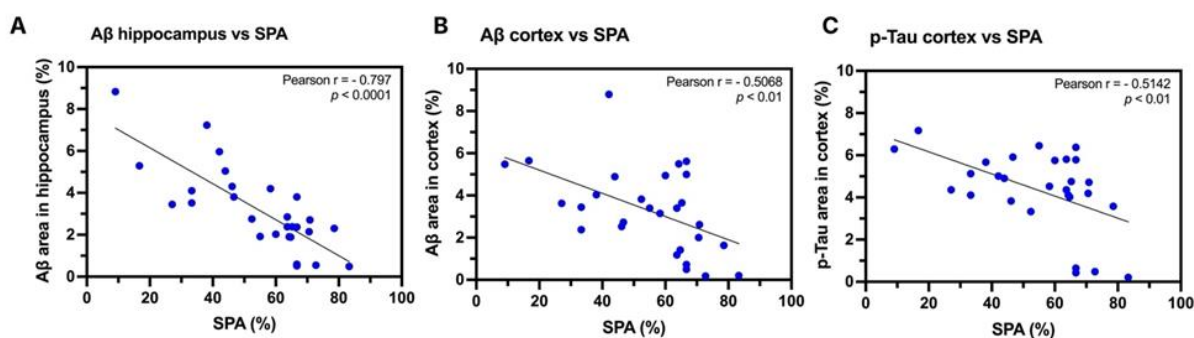 A
Aβ hippocampus vs SPA
Aβ area in hippocampus (%)
10
8
6
4
2
0
Pearson r = - 0.797
p < 0.0001
0 20 40 60 80 100
SPA (%)
B
Aβ cortex vs SPA
Aβ area in cortex (%)
10
8
6
4
2
0
Pearson r = - 0.5068
p < 0.01
0 20 40 60 80 100
SPA (%)
C
p-Tau cortex vs SPA
p-Tau area in cortex (%)
10
8
6
4
2
0
Pearson r = - 0.5142
p < 0.01
0 20 40 60 80 100
SPA (%)